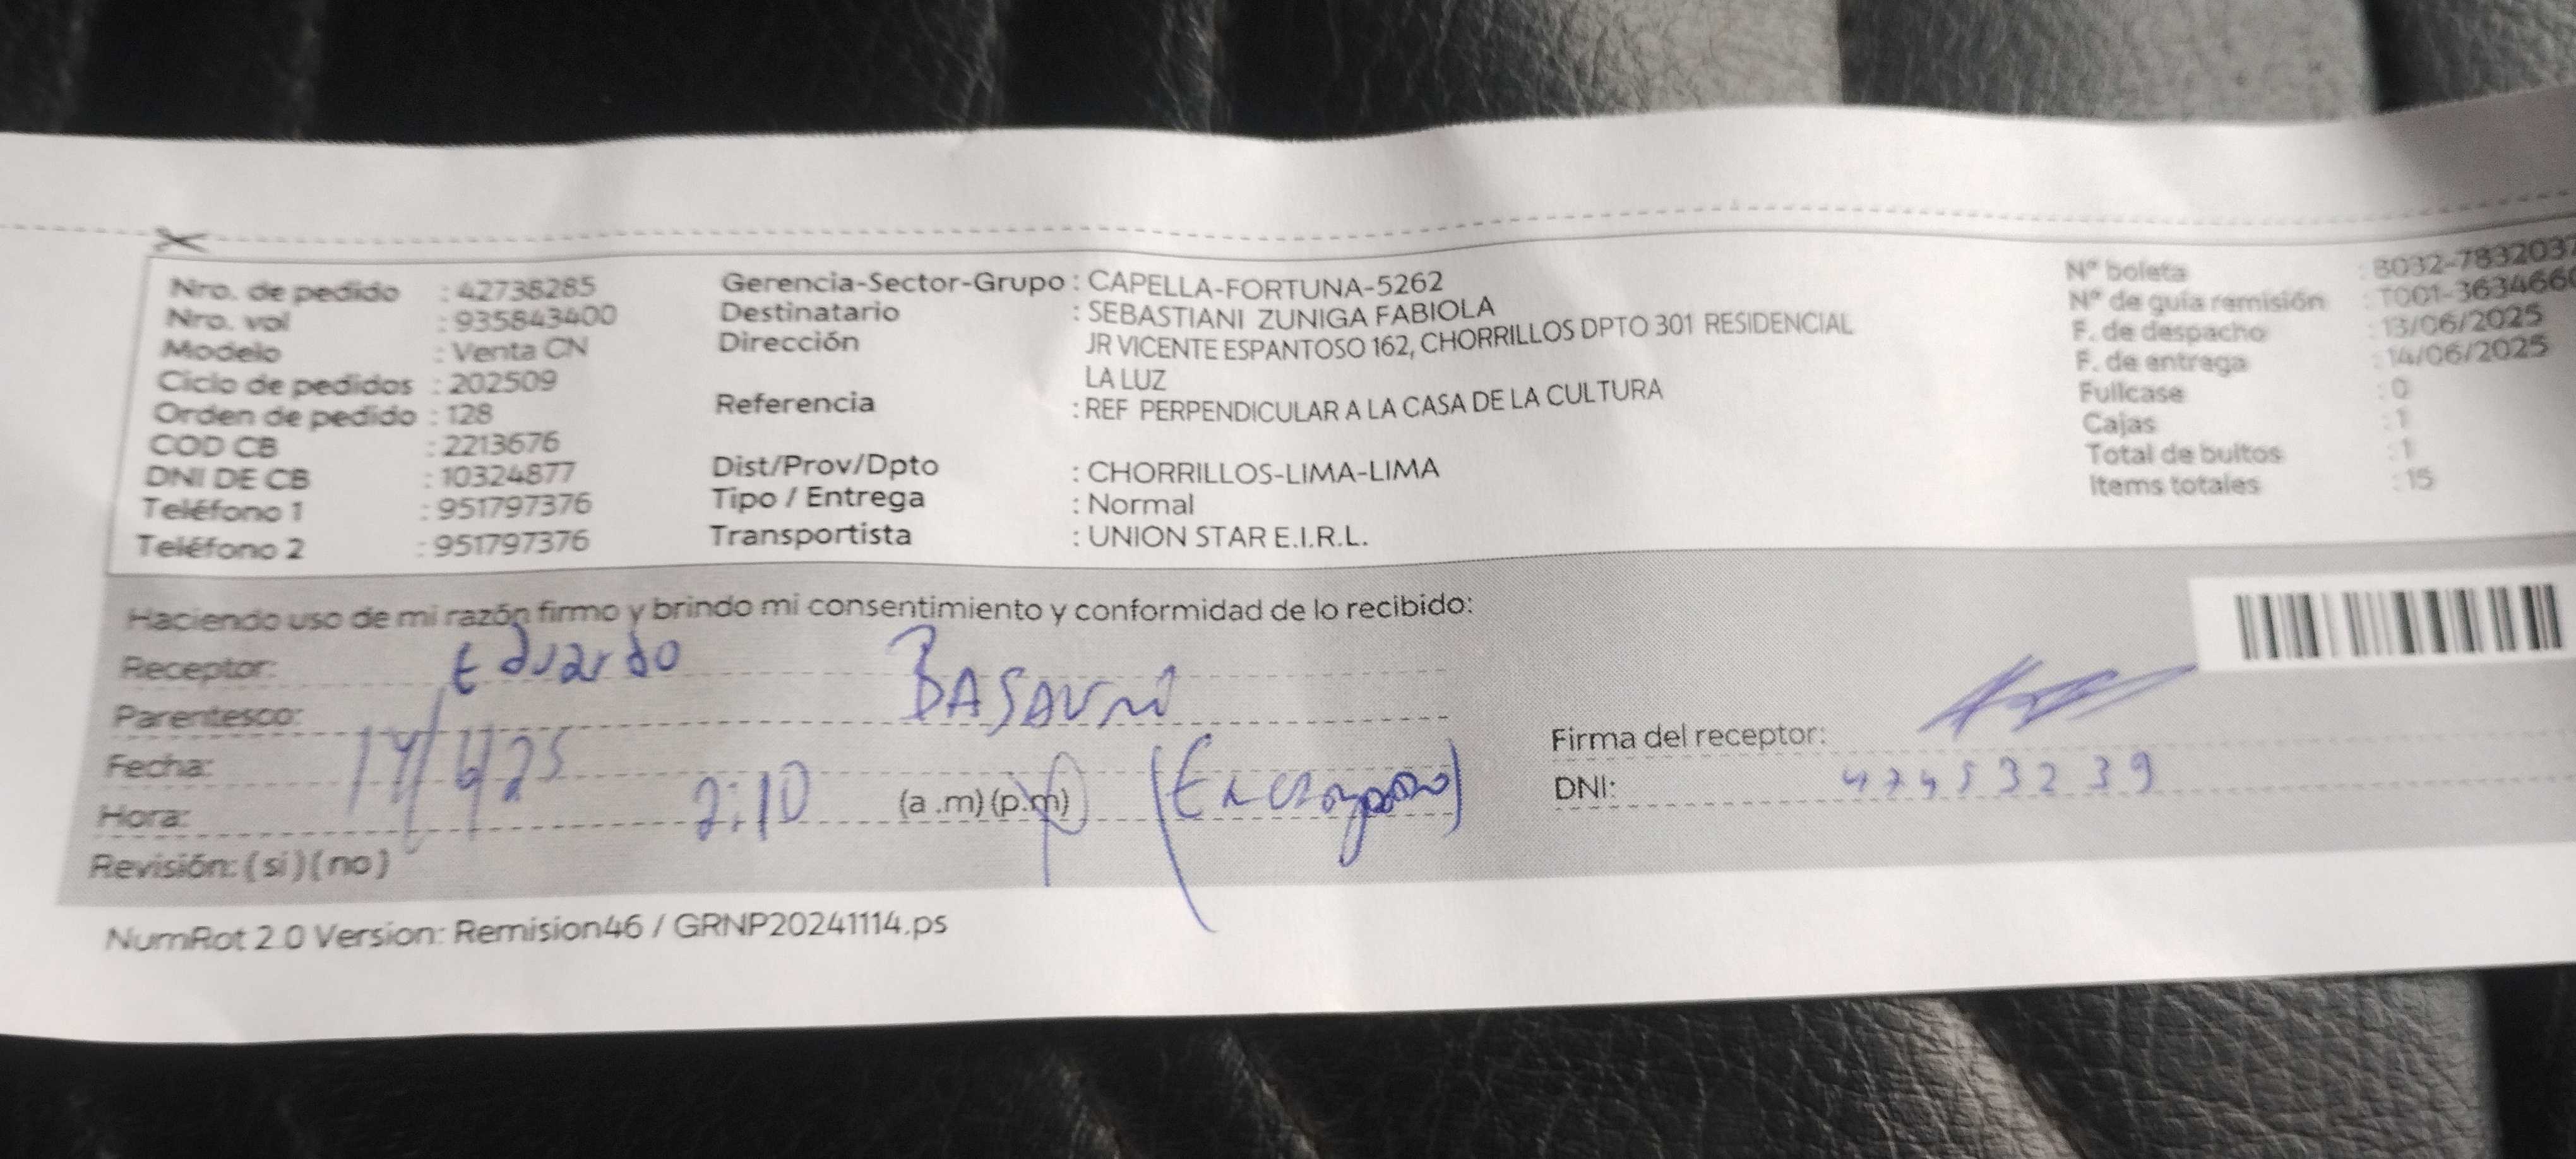 Nro. de pedido : 42738285
Nro. vol : 935843400
Modelo : Venta CN
Ciclo de pedidos : 202509
Orden de pedido : 128
COD CB : 2213676
DNI DE CB : 10324877
Teléfono 1 : 951797376
Teléfono 2 : 951797376
Gerencia-Sector-Grupo : CAPELLA-FORTUNA-5262
Destinatario : SEBASTIANI ZUNIGA FABIOLA
Dirección JR VICENTE ESPANTOSO 162, CHORRILLOS DPTO 301 RESIDENCIAL
LA LUZ
Referencia : REF PERPENDICULAR A LA CASA DE LA CULTURA
Dist/Prov/Dpto : CHORRILLOS-LIMA-LIMA
Tipo / Entrega : Normal
Transportista : UNION STAR E.I.R.L.
N° boleta : B032-7832037
N° de guía remisión : T001-3634660
F. de despacho : 13/06/2025
F. de entrega : 14/06/2025
Fullcase : 0
Cajas : 1
Total de bultos : 1
Items totales : 15
Haciendo uso de mi razón firmo y brindo mi consentimiento y conformidad de lo recibido:
Receptor: Eduardo
Parentesco:
Fecha: 14/6/25
Hora: 2:10 (a .m) (p.m)
Revisión: (si) (no)
Firma del receptor:
DNI: 47453239
NumRot 2.0 Version: Remision46 / GRNP20241114.ps